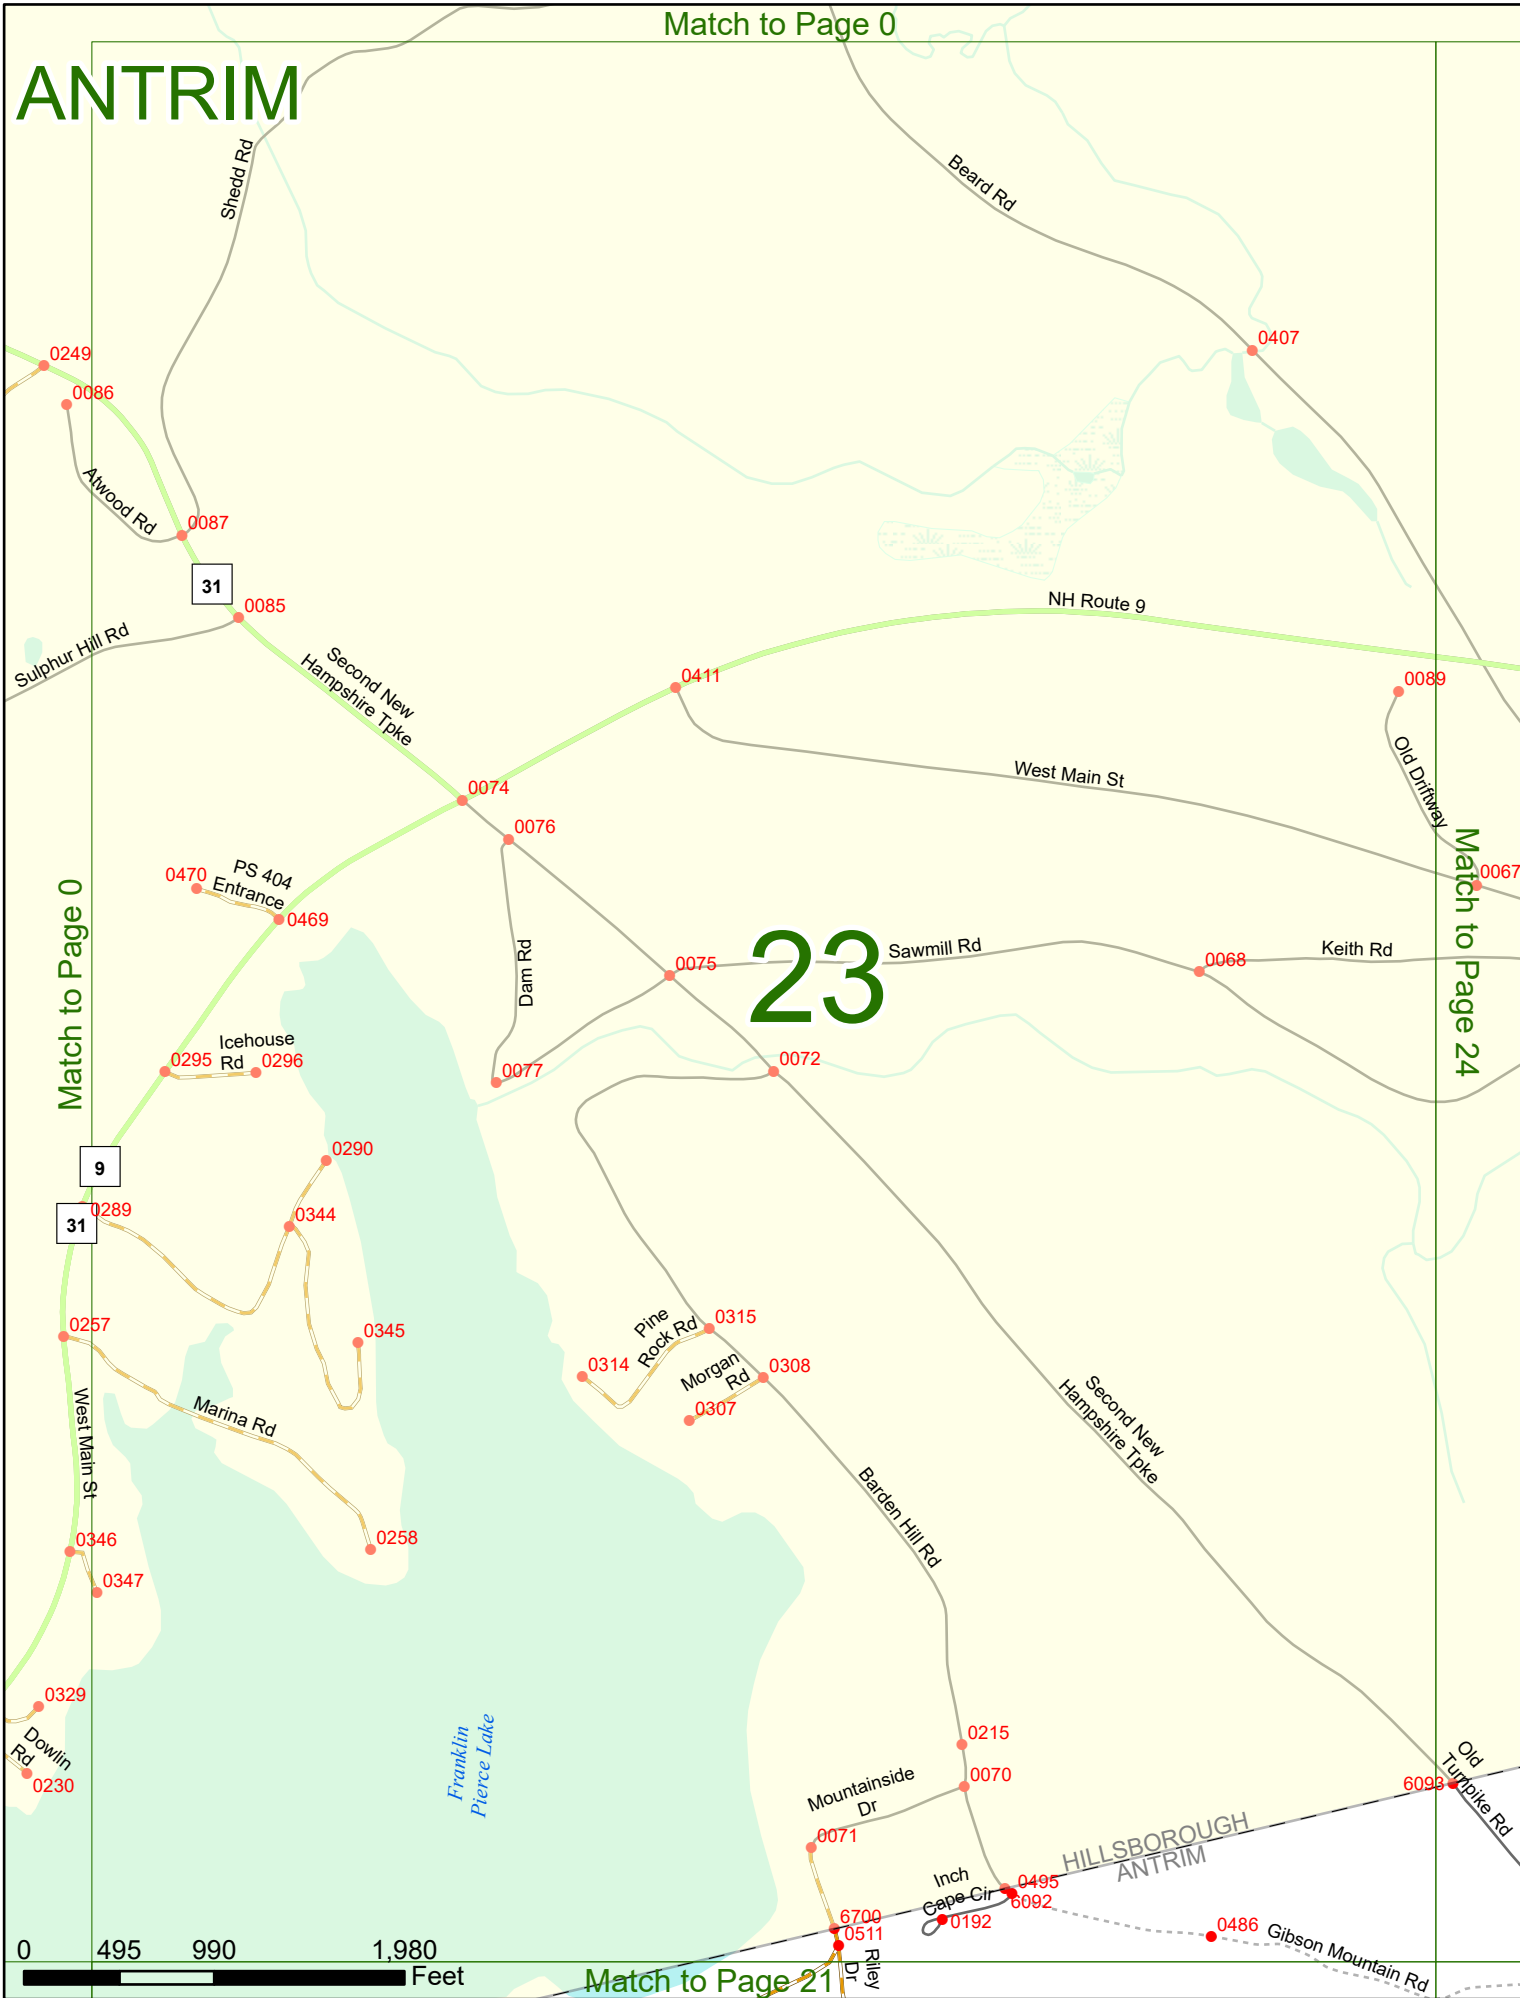 Match to Page 0
ANTRIM
Shedd Rd
Beard Rd
0249
0086
0407
Atwood Rd
0087
31
0085
Sulphur Hill Rd
Second New
Hampshire Tpke
NH Route 9
0411
0089
Old Driftway
West Main St
0074
0076
0067
Match to Page 24
Match to Page 0
0470
PS 404
Entrance
0469
Dam Rd
23
0075
Sawmill Rd
0068
Keith Rd
Icehouse
Rd
0295
0296
0077
0072
9
0290
0289
31
0344
0257
0345
Pine
Rock Rd
0315
0314
Morgan
Rd
0308
0307
West Main St
Marina Rd
Second New
Hampshire Tpke
Barden Hill Rd
0346
0258
0347
0329
Dowlin
Rd
0230
Franklin
Pierce Lake
0215
0070
Mountainside
Dr
0071
Old
Turnpike Rd
6093
HILLSBOROUGH
ANTRIM
Inch
Cape Cir
0495
6092
0192
6700
0511
0486
Gibson Mountain Rd
Riley
Dr
0 495 990 1,980
Feet
Match to Page 21